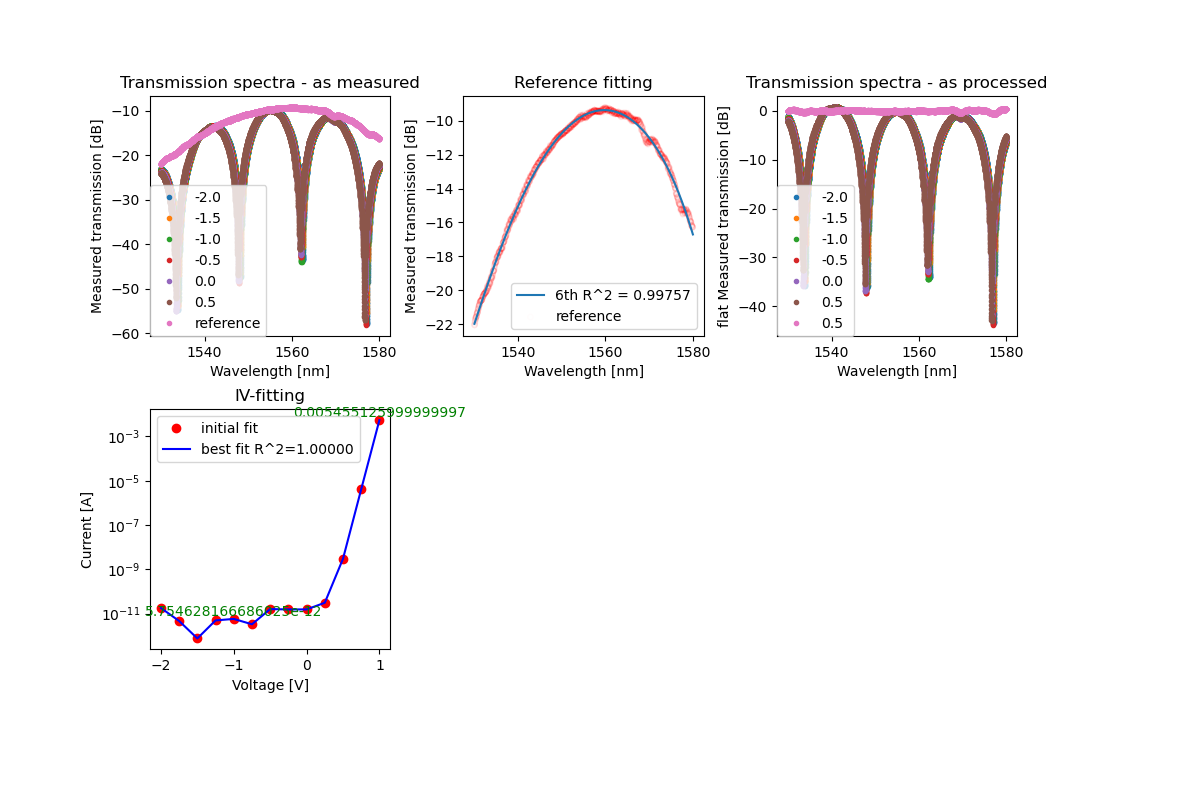 Transmission spectra - as measured
Measured transmission [dB]
−10
−20
−30
−40
−50
−60
-2.0
-1.5
-1.0
-0.5
0.0
0.5
reference
1540
1560
1580
Wavelength [nm]
Reference fitting
Measured transmission [dB]
−10
−12
−14
−16
−18
−20
−22
6th R^2 = 0.99757
reference
1540
1560
1580
Wavelength [nm]
Transmission spectra - as processed
flat Measured transmission [dB]
0
−10
−20
−30
−40
-2.0
-1.5
-1.0
-0.5
0.0
0.5
0.5
1540
1560
1580
Wavelength [nm]
IV-fitting
0.005455125999999997
initial fit
best fit R^2=1.00000
Current [A]
10−3
10−5
10−7
10−9
10−11
−2
−1
0
1
Voltage [V]